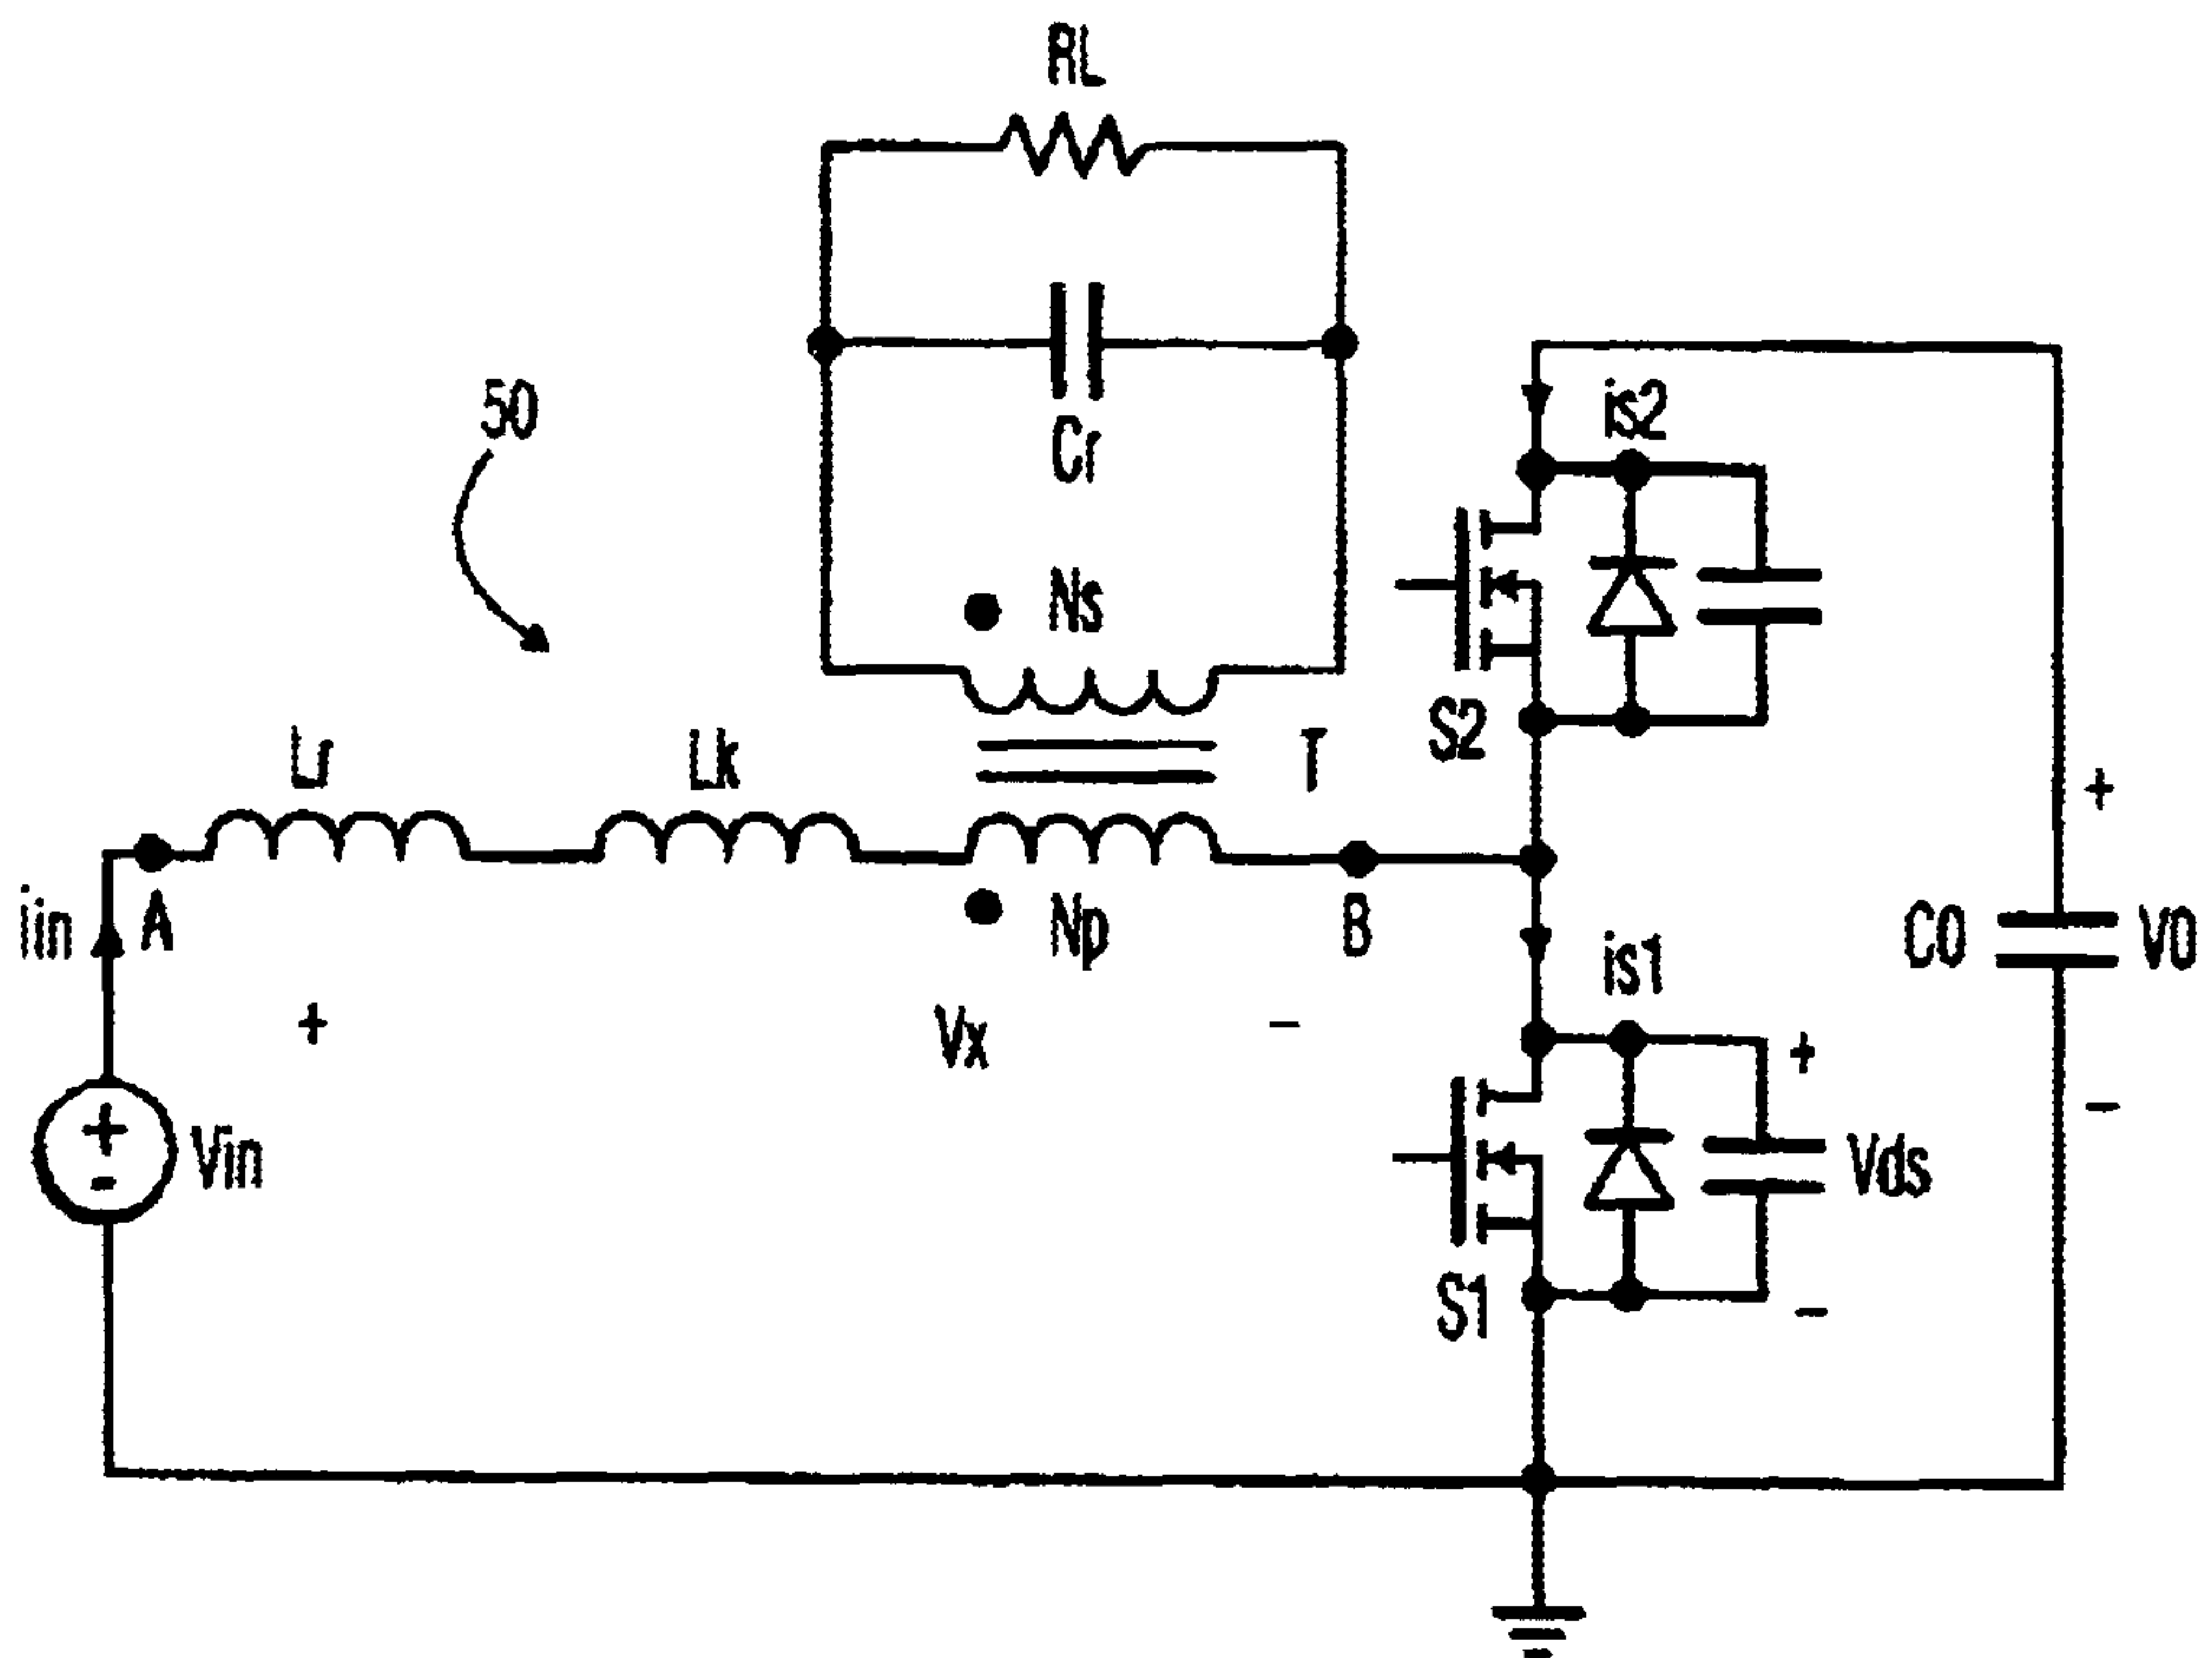 RL
50
Cr
is2
Ns
S2
Lr
Lk
T
+
iin
A
Np
B
is1
C0
V0
+
Vx
−
+
−
+
-
Vin
Vds
S1
−